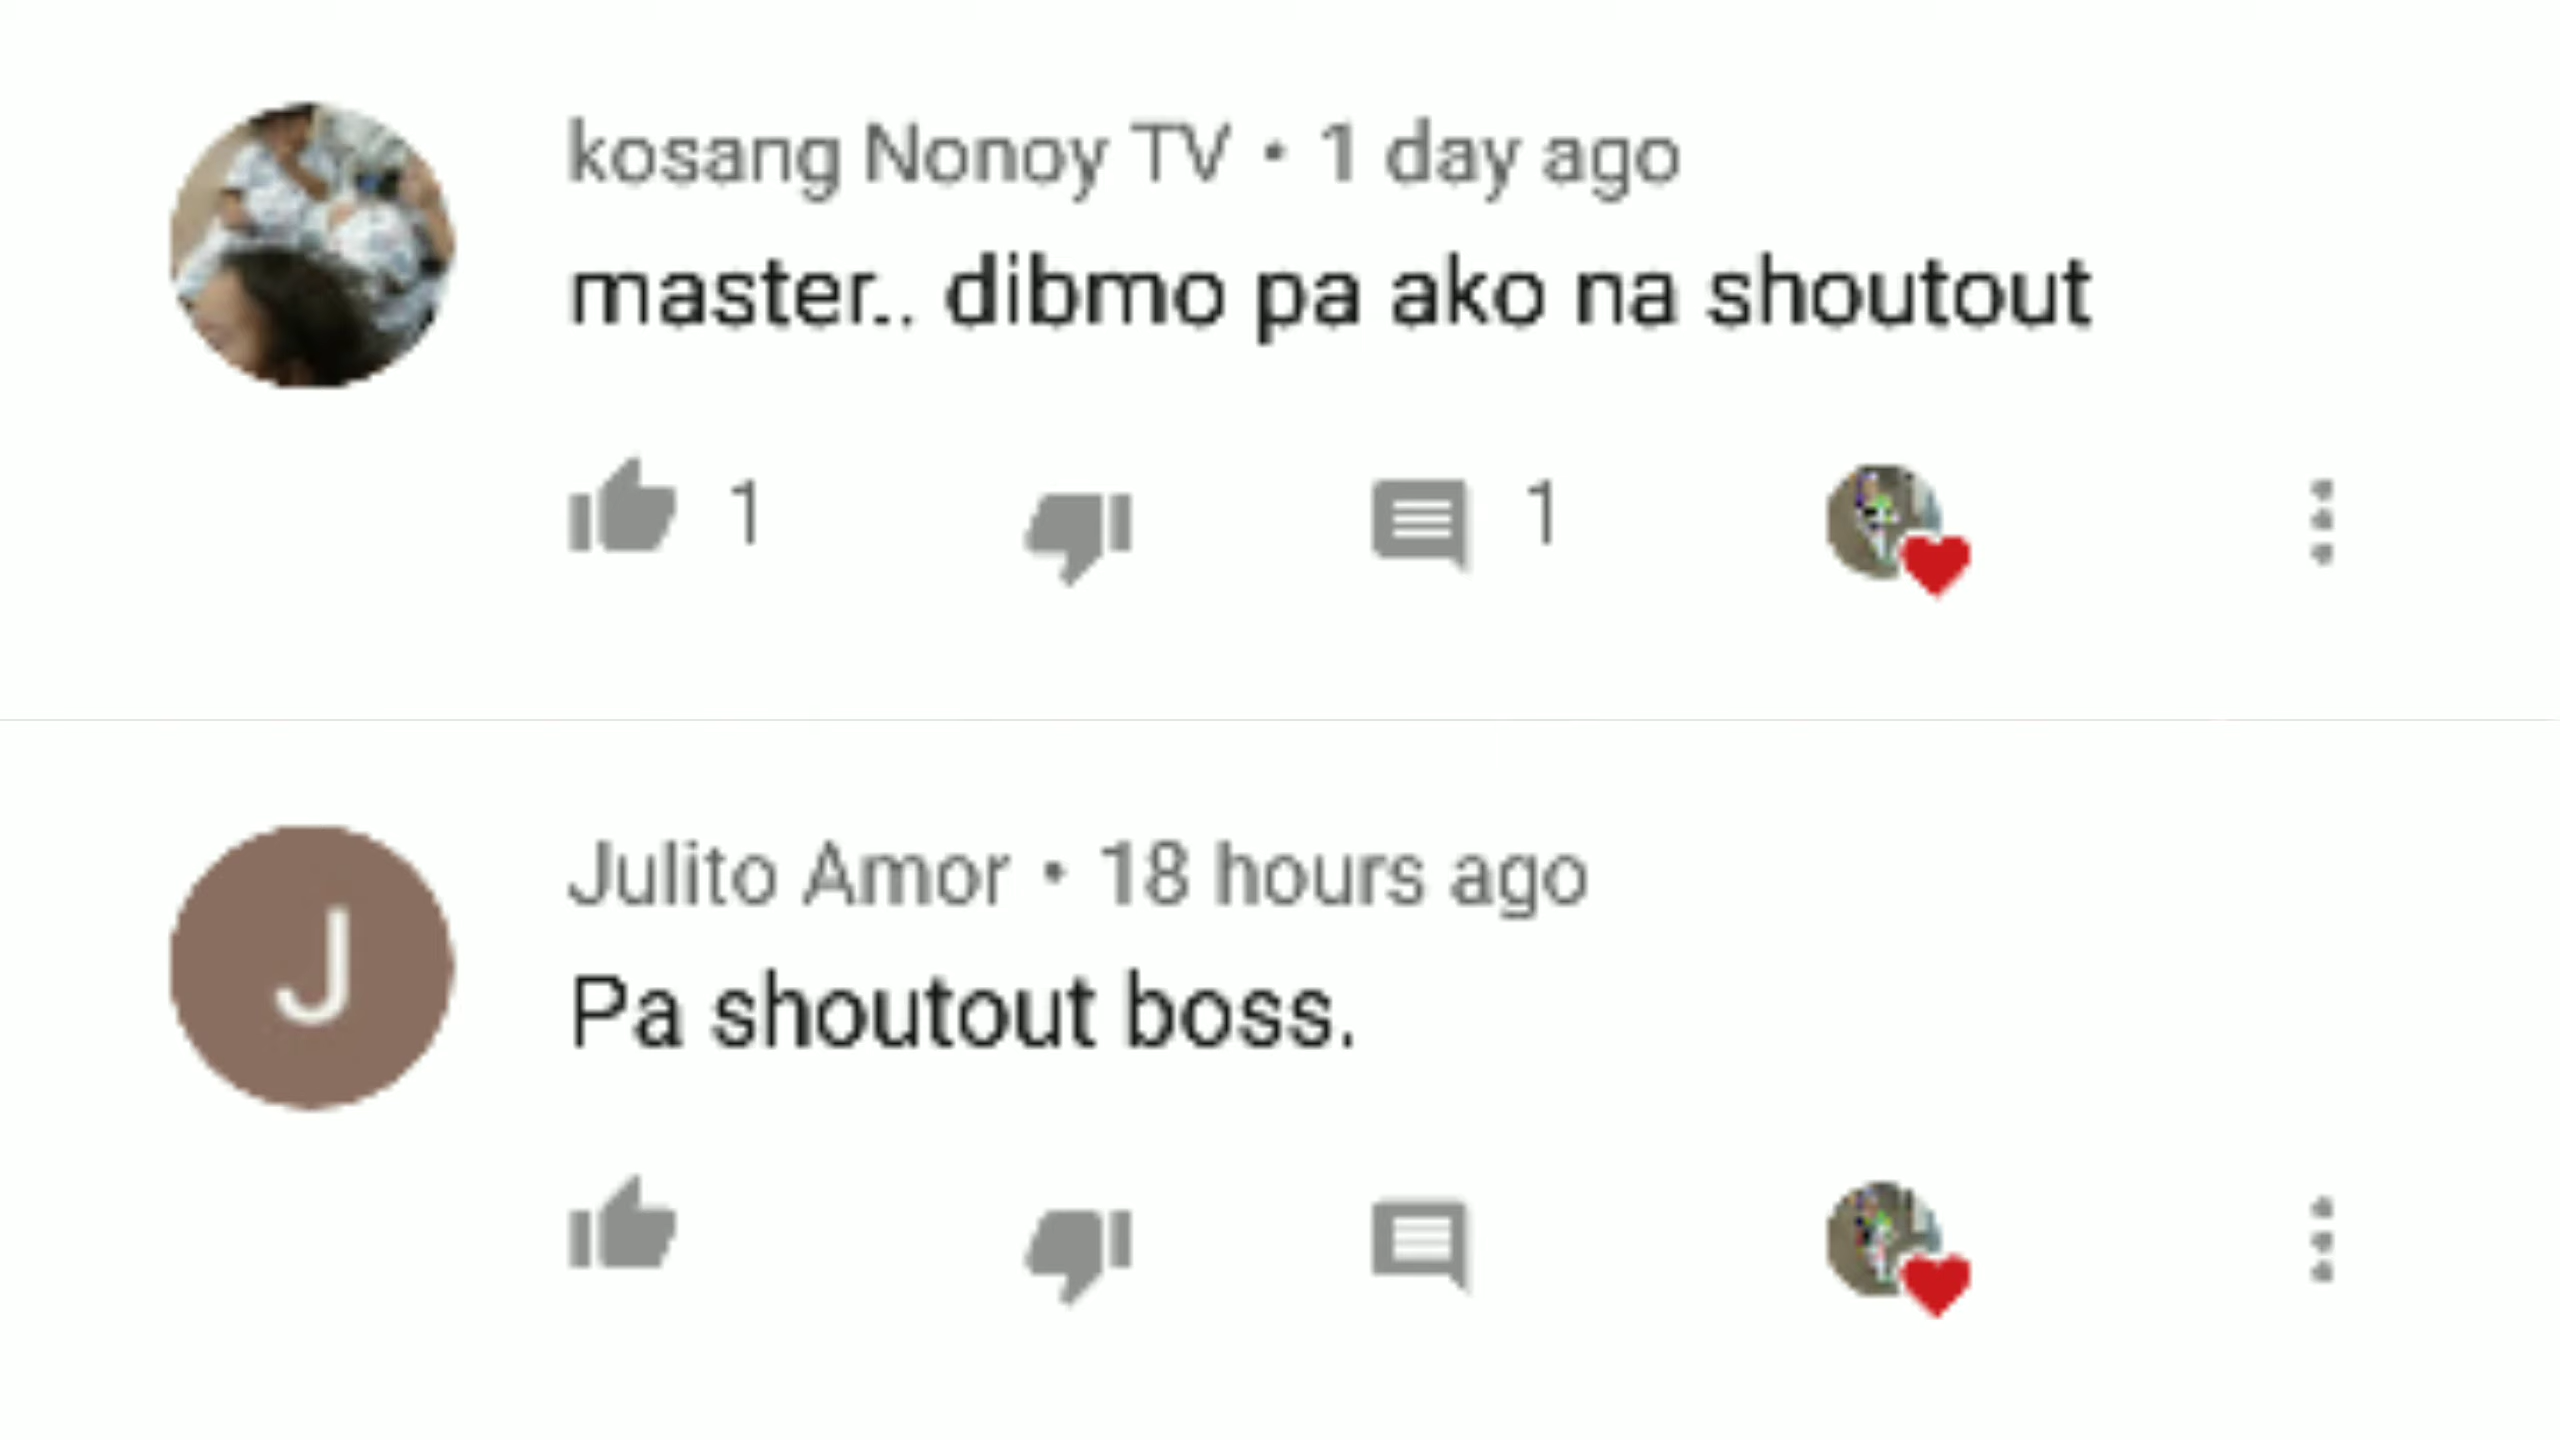 kosang Nonoy TV • 1 day ago
master.. dibmo pa ako na shoutout
1 1
J
Julito Amor • 18 hours ago
Pa shoutout boss.